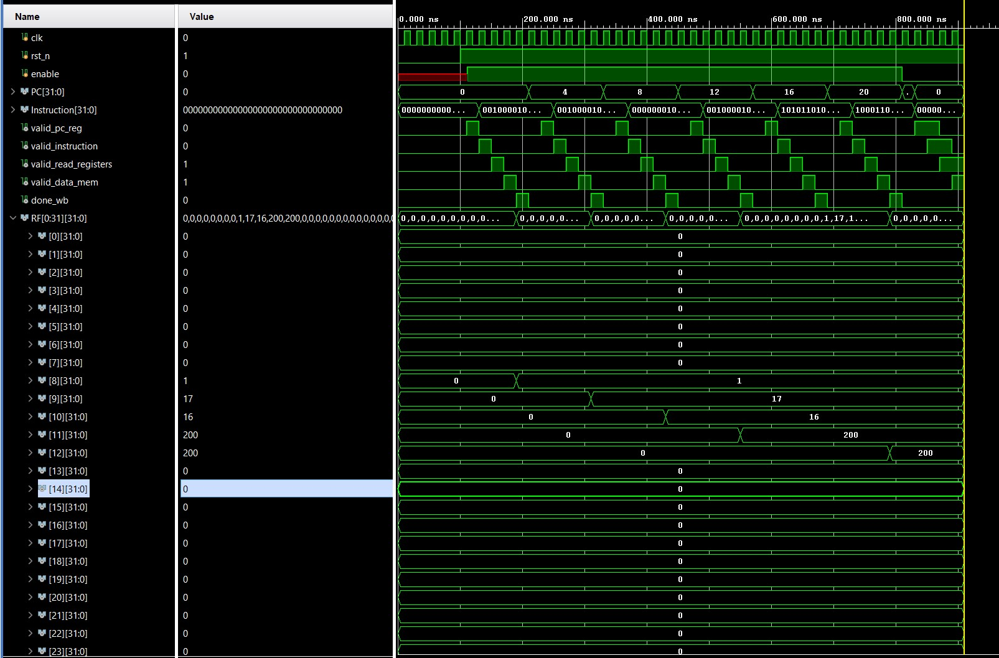 Name Value 0.000 ns 200.000 ns 400.000 ns 600.000 ns 800.000 ns
clk 0
rst_n 1
enable 0
PC[31:0] 0 0 4 8 12 16 20 . 0
Instruction[31:0] 00000000000000000000000000000000 0000000000... 001000010... 001000010... 000000010... 001000010... 101011010... 1000110... 00000...
valid_pc_reg 0
valid_instruction 0
valid_read_registers 1
valid_data_mem 1
done_wb 0
RF[0:31][31:0] 0,0,0,0,0,0,0,0,1,17,16,200,200,0,0,0,0,0,0,0,0,0,0,0,0,0 0,0,0,0,0,0,0,0,0... 0,0,0,0,0... 0,0,0,0,0... 0,0,0,0,0... 0,0,0,0,0,0,0,0,1,17,1... 0,0,0,0,0...
[0][31:0] 0 0
[1][31:0] 0 0
[2][31:0] 0 0
[3][31:0] 0 0
[4][31:0] 0 0
[5][31:0] 0 0
[6][31:0] 0 0
[7][31:0] 0 0
[8][31:0] 1 0 1
[9][31:0] 17 0 17
[10][31:0] 16 0 16
[11][31:0] 200 0 200
[12][31:0] 200 0 200
[13][31:0] 0 0
[14][31:0] 0 0
[15][31:0] 0 0
[16][31:0] 0 0
[17][31:0] 0 0
[18][31:0] 0 0
[19][31:0] 0 0
[20][31:0] 0 0
[21][31:0] 0 0
[22][31:0] 0 0
[23][31:0] 0 0